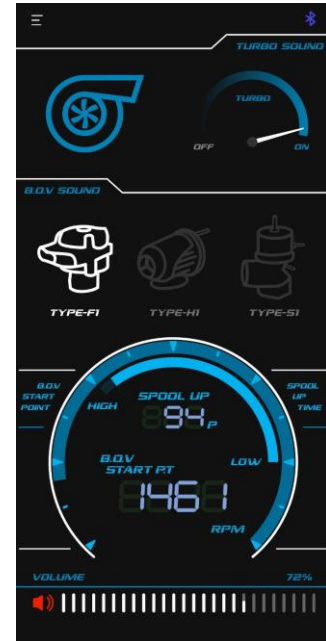 TURBO SOUND
TURBO
OFF
ON
B.O.V SOUND
TYPE-F1
TYPE-H1
TYPE-S1
B.O.V
START
POINT
SPOOL
UP
TIME
HIGH
SPOOL UP
94 P
LOW
B.O.V
START P.T
1461
RPM
VOLUME
72%